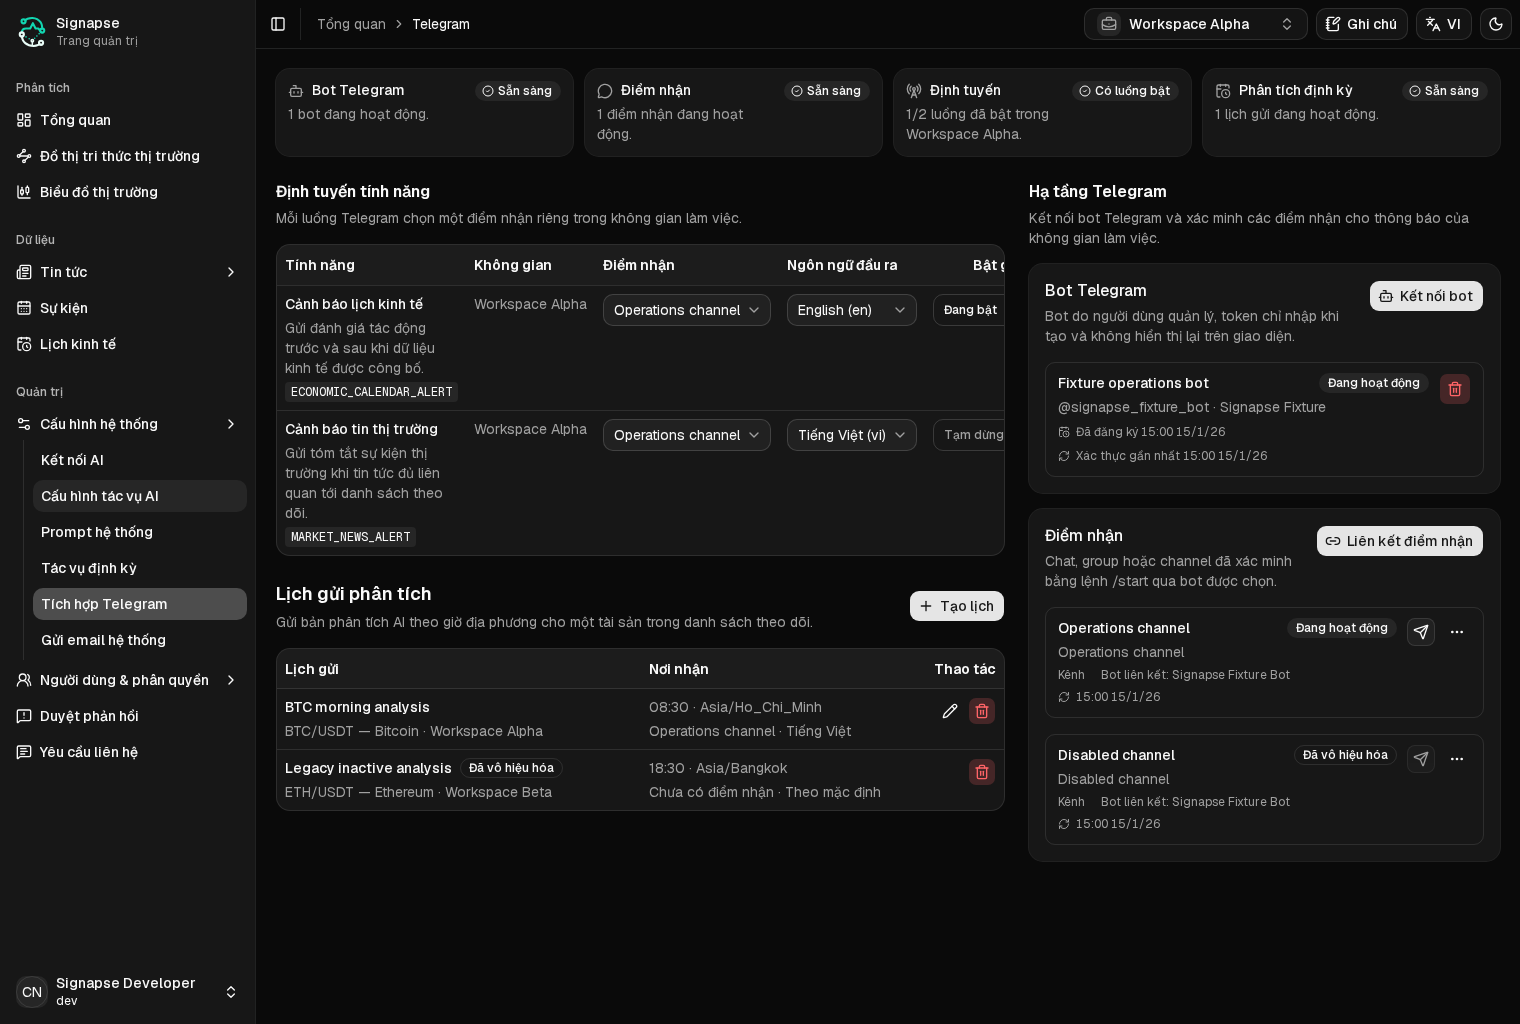 Signapse
Trang quản trị
Phân tích
Tổng quan
Đồ thị tri thức thị trường
Biểu đồ thị trường
Dữ liệu
Tin tức
Sự kiện
Lịch kinh tế
Quản trị
Cấu hình hệ thống
Kết nối AI
Cấu hình tác vụ AI
Prompt hệ thống
Tác vụ định kỳ
Tích hợp Telegram
Gửi email hệ thống
Người dùng & phân quyền
Duyệt phản hồi
Yêu cầu liên hệ
CN
Signapse Developer
dev
Tổng quan
Telegram
Workspace Alpha
Ghi chú
VI
Bot Telegram
Sẵn sàng
1 bot đang hoạt động.
Điểm nhận
Sẵn sàng
1 điểm nhận đang hoạt
động.
Định tuyến
Có luồng bật
1/2 luồng đã bật trong
Workspace Alpha.
Phân tích định kỳ
Sẵn sàng
1 lịch gửi đang hoạt động.
Định tuyến tính năng
Mỗi luồng Telegram chọn một điểm nhận riêng trong không gian làm việc.
Tính năng
Không gian
Điểm nhận
Ngôn ngữ đầu ra
Bật g
Cảnh báo lịch kinh tế
Gửi đánh giá tác động
trước và sau khi dữ liệu
kinh tế được công bố.
ECONOMIC_CALENDAR_ALERT
Workspace Alpha
Operations channel
English (en)
Đang bật
Cảnh báo tin thị trường
Gửi tóm tắt sự kiện thị
trường khi tin tức đủ liên
quan tới danh sách theo
dõi.
MARKET_NEWS_ALERT
Workspace Alpha
Operations channel
Tiếng Việt (vi)
Tạm dừng
Lịch gửi phân tích
Gửi bản phân tích AI theo giờ địa phương cho một tài sản trong danh sách theo dõi.
Tạo lịch
Lịch gửi
Nơi nhận
Thao tác
BTC morning analysis
BTC/USDT — Bitcoin · Workspace Alpha
08:30 · Asia/Ho_Chi_Minh
Operations channel · Tiếng Việt
Legacy inactive analysis
Đã vô hiệu hóa
ETH/USDT — Ethereum · Workspace Beta
18:30 · Asia/Bangkok
Chưa có điểm nhận · Theo mặc định
Hạ tầng Telegram
Kết nối bot Telegram và xác minh các điểm nhận cho thông báo của
không gian làm việc.
Bot Telegram
Bot do người dùng quản lý, token chỉ nhập khi
tạo và không hiển thị lại trên giao diện.
Kết nối bot
Fixture operations bot
Đang hoạt động
@signapse_fixture_bot · Signapse Fixture
Đã đăng ký 15:00 15/1/26
Xác thực gần nhất 15:00 15/1/26
Điểm nhận
Chat, group hoặc channel đã xác minh
bằng lệnh /start qua bot được chọn.
Liên kết điểm nhận
Operations channel
Đang hoạt động
Operations channel
Kênh
Bot liên kết: Signapse Fixture Bot
15:00 15/1/26
Disabled channel
Đã vô hiệu hóa
Disabled channel
Kênh
Bot liên kết: Signapse Fixture Bot
15:00 15/1/26